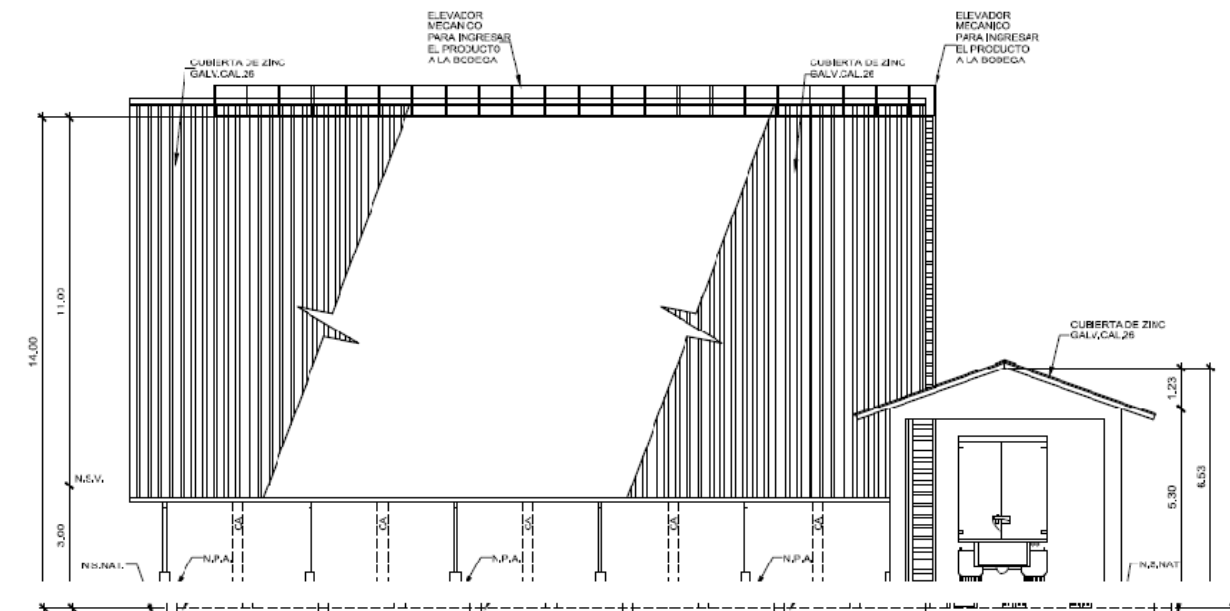 ELEVADOR
MECANICO
PARA INGRESAR
EL PRODUCTO
A LA BODEGA
ELEVADOR
MECANICO
PARA INGRESAR
EL PRODUCTO
A LA BODEGA
CUBIERTA DE ZINC
GALV.CAL.26
CUBIERTA DE ZINC
GALV.CAL.26
11.00
14.00
CUBIERTA DE ZINC
GALV.CAL.26
1.23
6.53
5.30
N.S.V.
3.00
CA
CA
CA
CA
CA
N.S.NAT.
N.P.A.
N.P.A.
N.P.A.
N.S.NAT